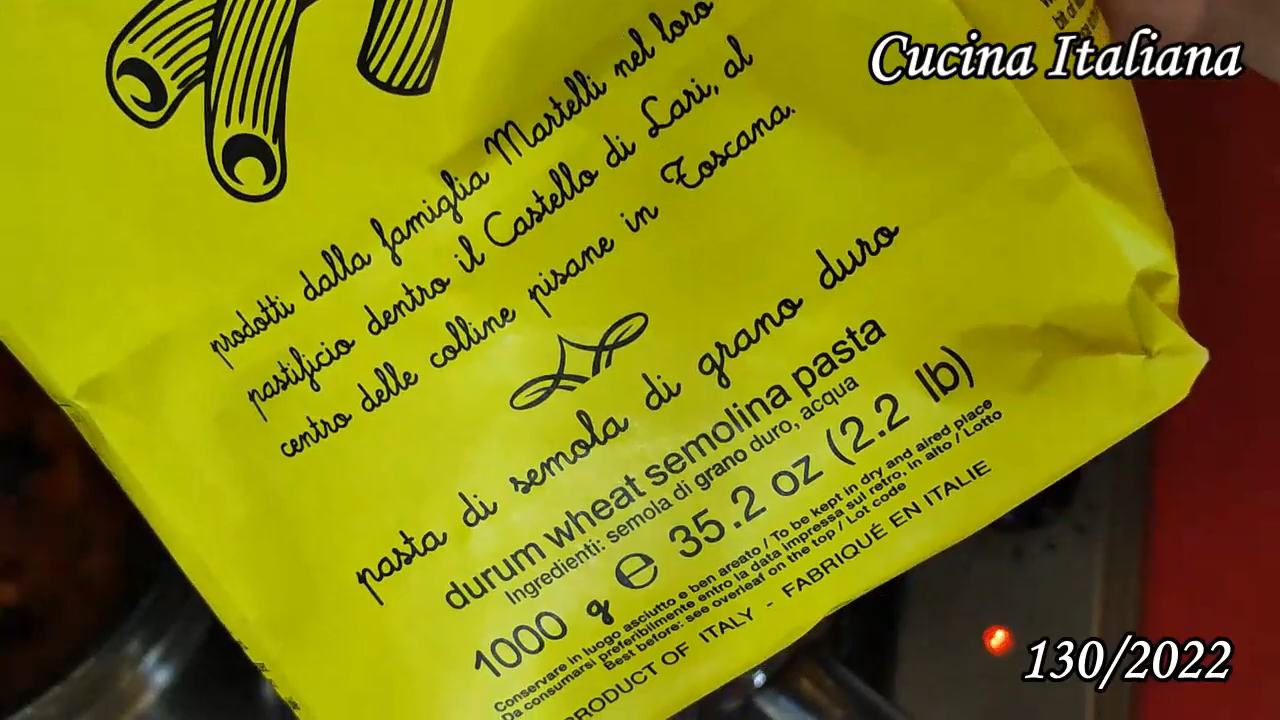 Cucina Italiana
prodotti dalla famiglia Martelli nel loro
pastificio dentro il Castello di Lari, al
centro delle colline pisane in Toscana.
pasta di semola di grano duro
durum wheat semolina pasta
Ingredienti: semola di grano duro, acqua
1000 g e 35.2 oz (2.2 lb)
Conservare in luogo asciutto e ben areato / To be kept in dry and aired place
Da consumarsi preferibilmente entro la data impressa sul retro, in alto / Lotto
Best before: see overleaf on the top / Lot code
PRODUCT OF ITALY - FABRIQUÉ EN ITALIE
130/2022